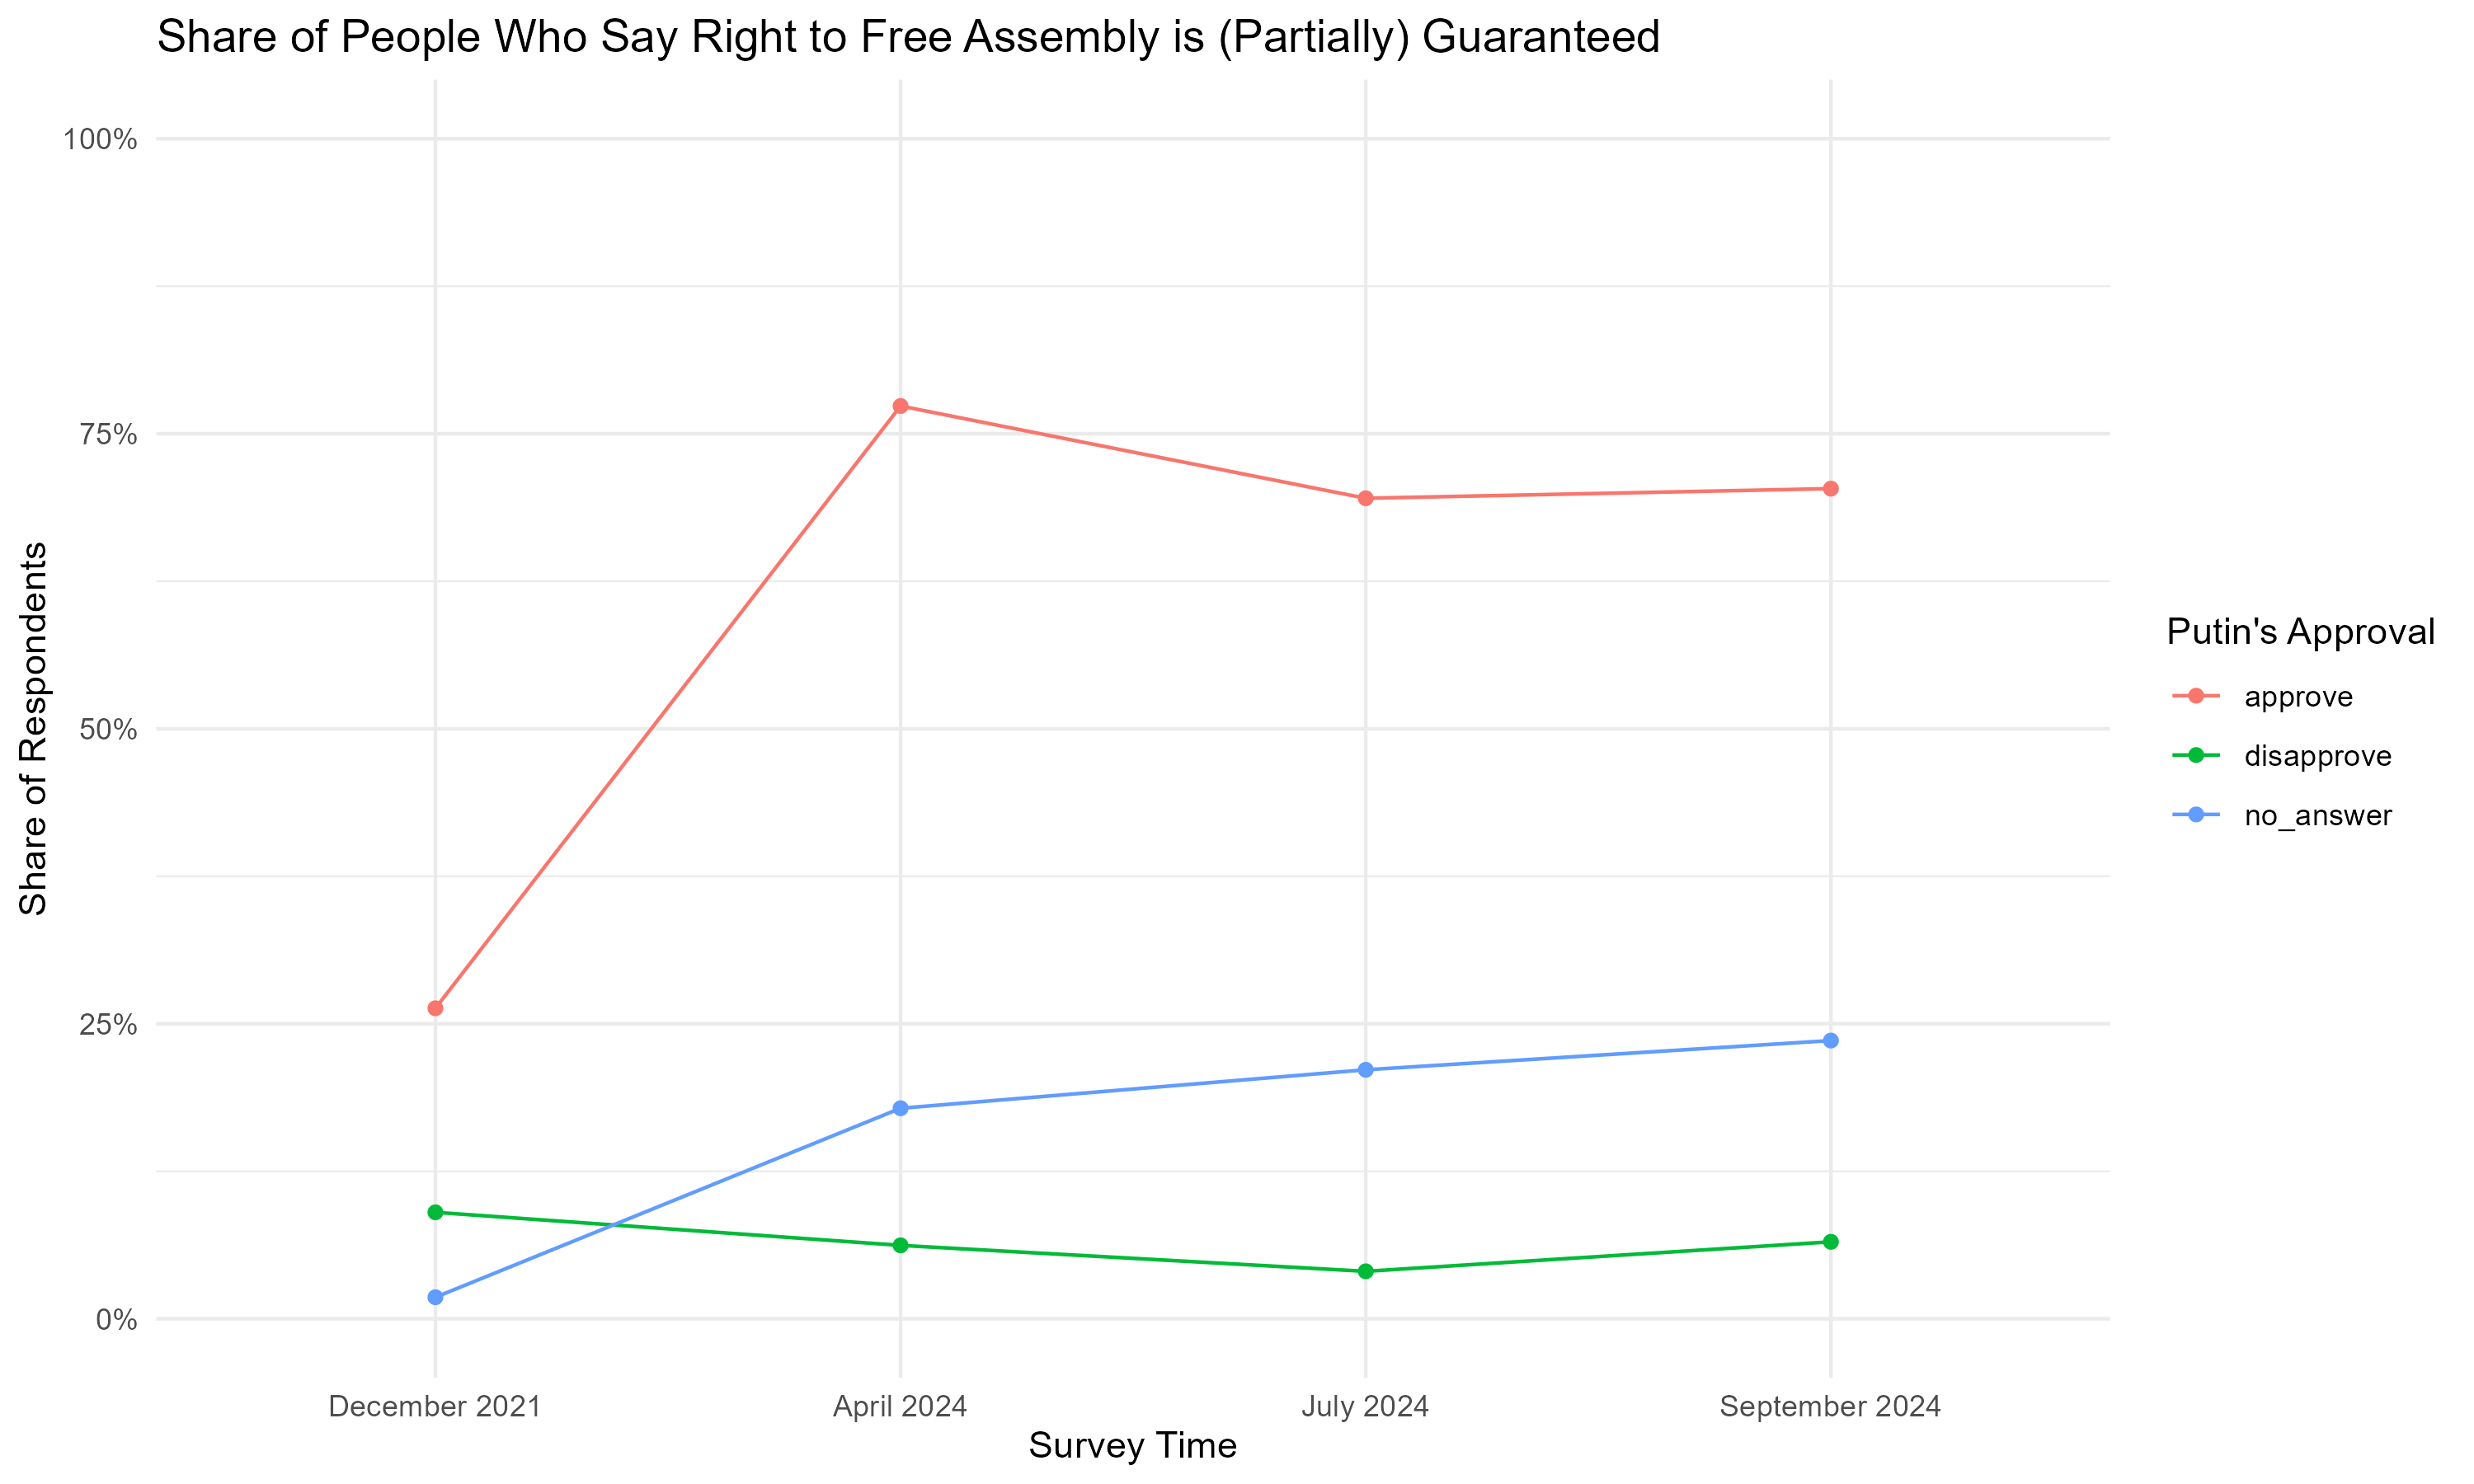 Share of People Who Say Right to Free Assembly is (Partially) Guaranteed
100%
75%
50%
25%
0%
Share of Respondents
December 2021
April 2024
July 2024
September 2024
Survey Time
Putin's Approval
approve
disapprove
no_answer